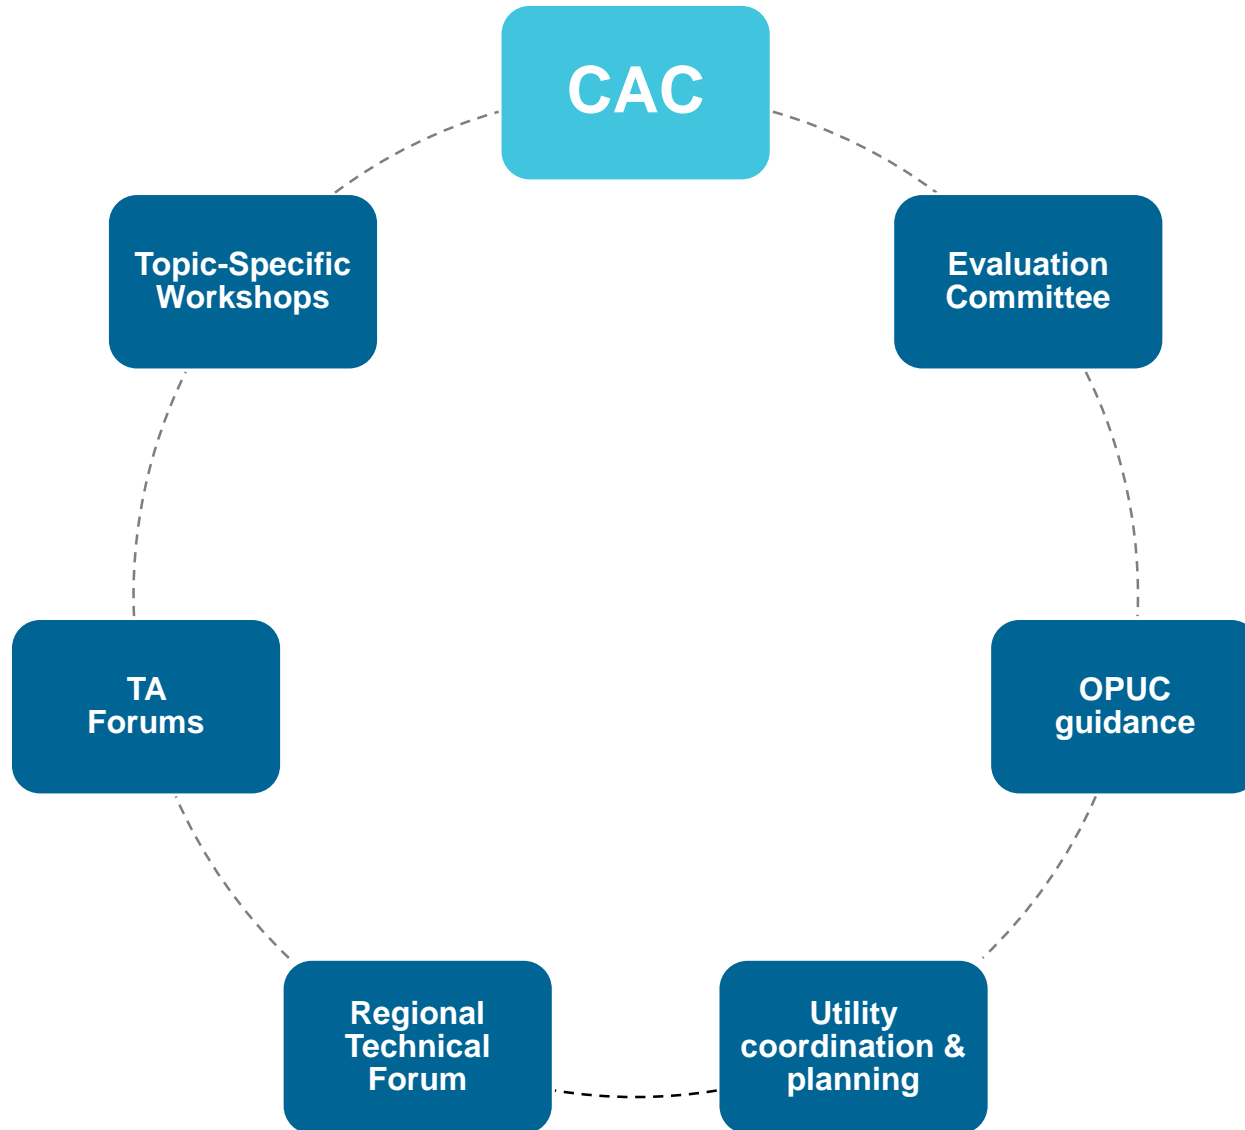 CAC
Topic-Specific
Workshops
Evaluation
Committee
TA
Forums
OPUC
guidance
Regional
Technical
Forum
Utility
coordination &
planning